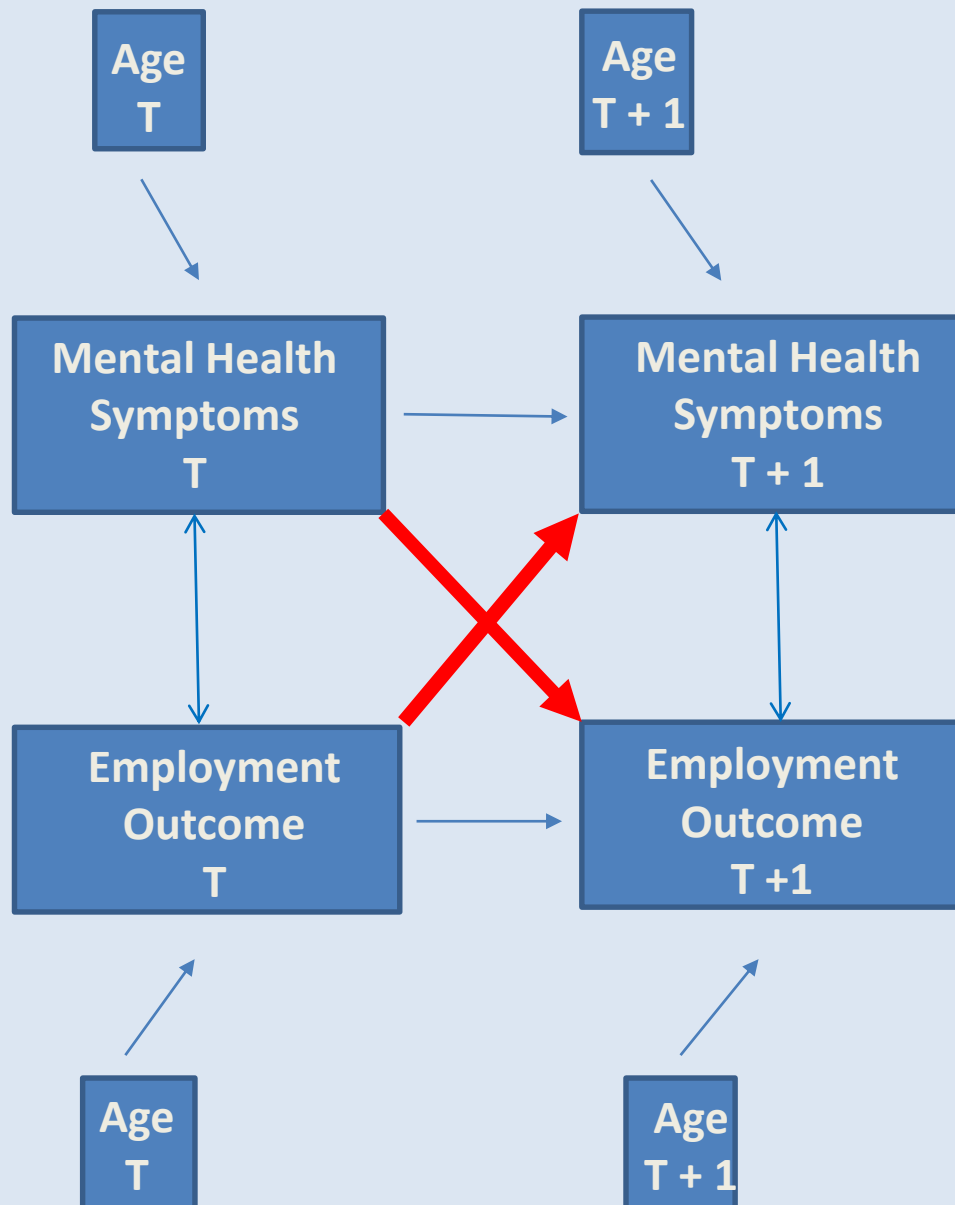 Age
T
Age
T + 1
Mental Health
Symptoms
T
Mental Health
Symptoms
T + 1
Employment
Outcome
T
Employment
Outcome
T +1
Age
T
Age
T + 1